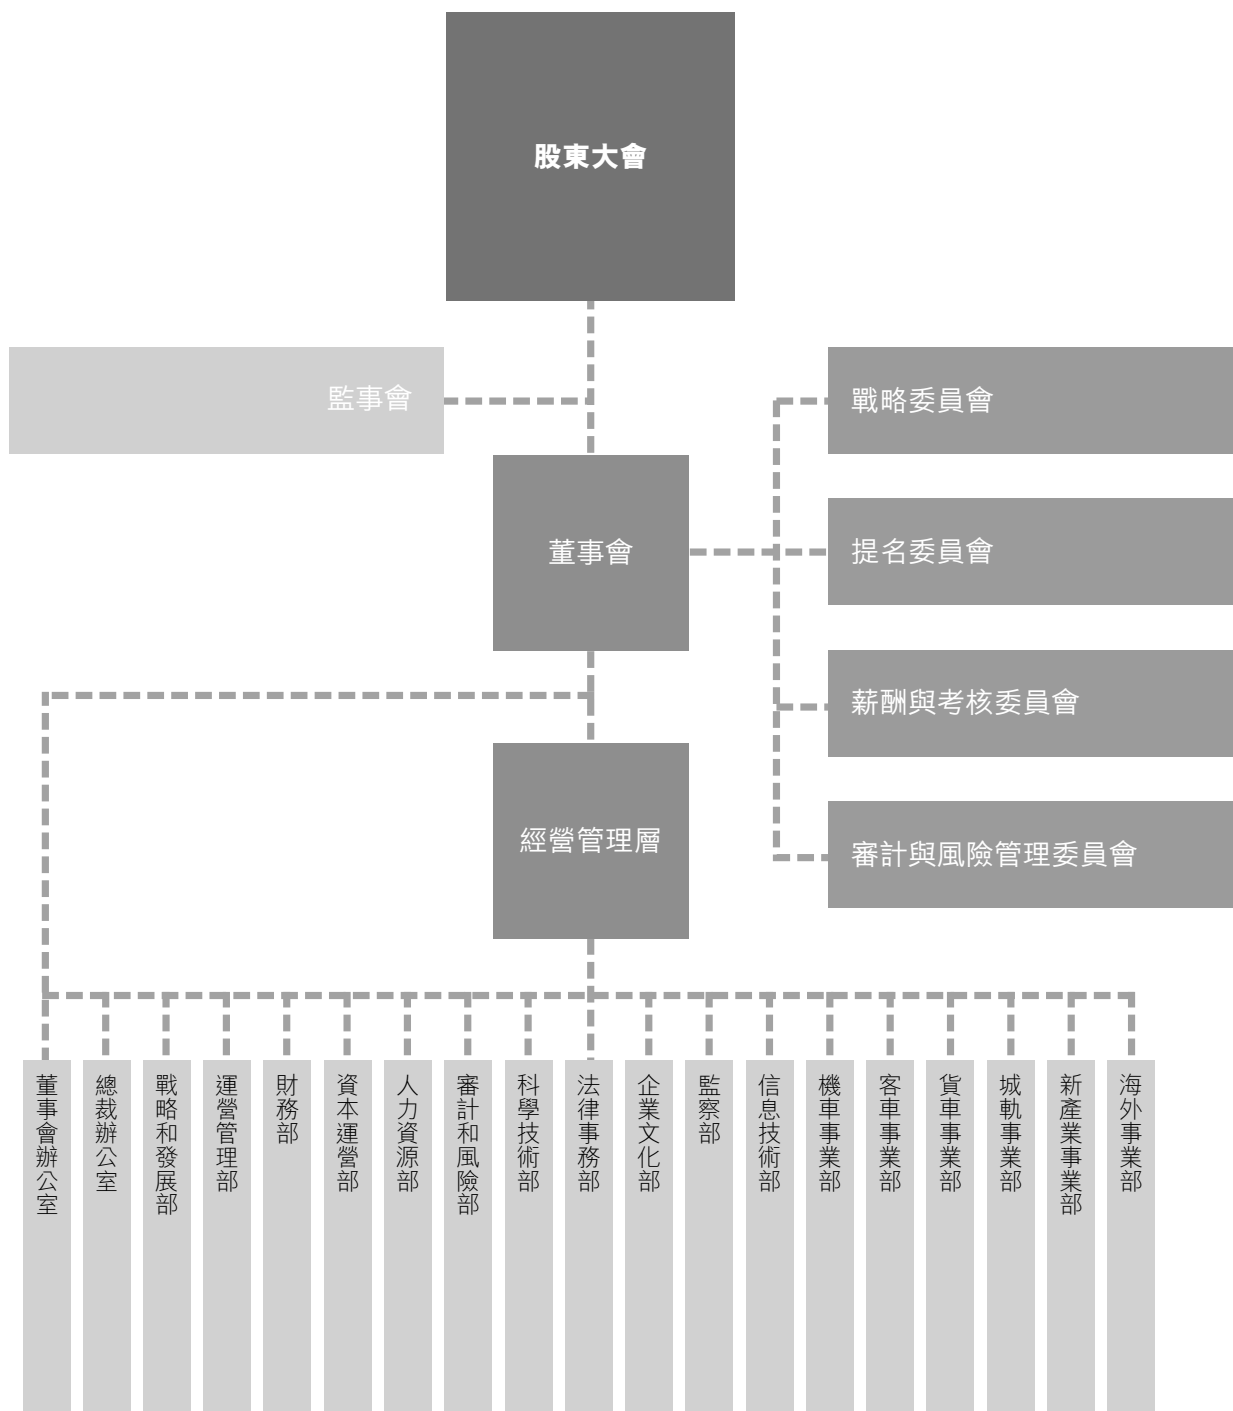 股東大會
監事會
戰略委員會
董事會
提名委員會
薪酬與考核委員會
經營管理層
審計與風險管理委員會
董事會辦公室
總裁辦公室
戰略和發展部
運營管理部
財務部
資本運營部
人力資源部
審計和風險部
科學技術部
法律事務部
企業文化部
監察部
信息技術部
機車事業部
客車事業部
貨車事業部
城軌事業部
新產業事業部
海外事業部